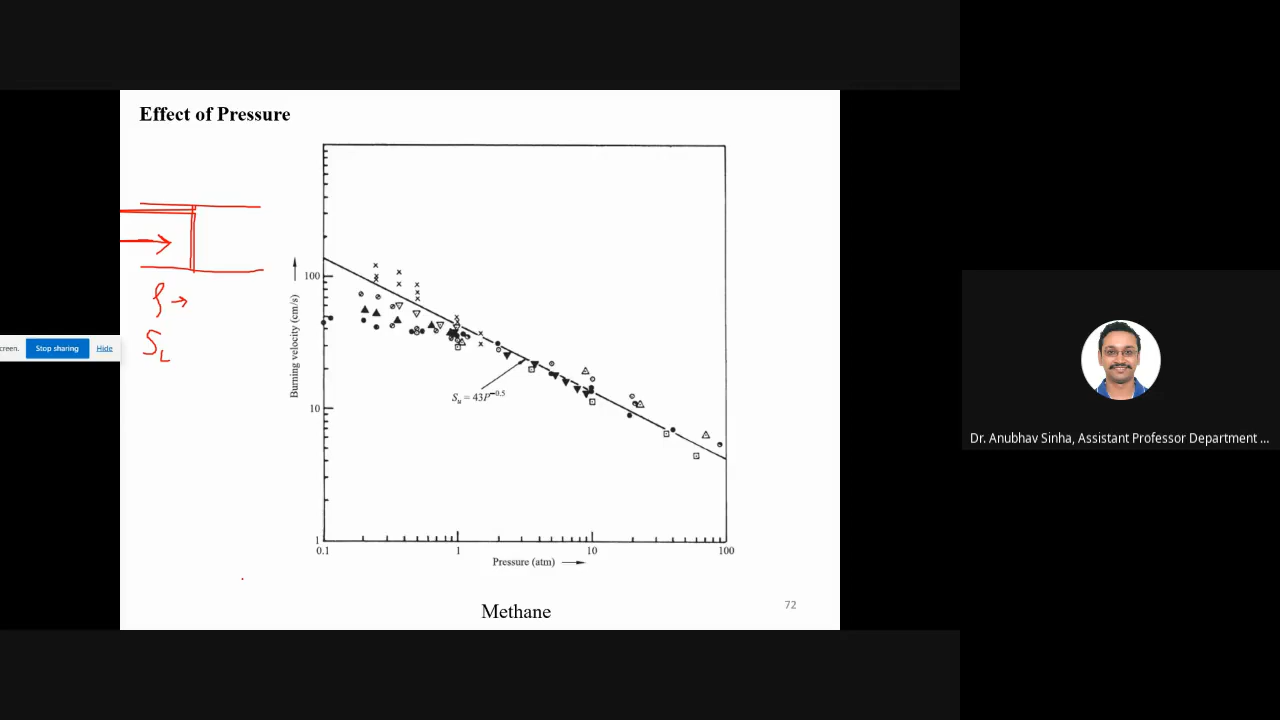 Effect of Pressure
100
10
1
0.1 1 10 100
Burning velocity (cm/s)
Sᵤ = 43P⁻⁰·⁵
Pressure (atm)
Methane
72
ρ →
S_L
creen. Stop sharing Hide
Dr. Anubhav Sinha, Assistant Professor Department ...